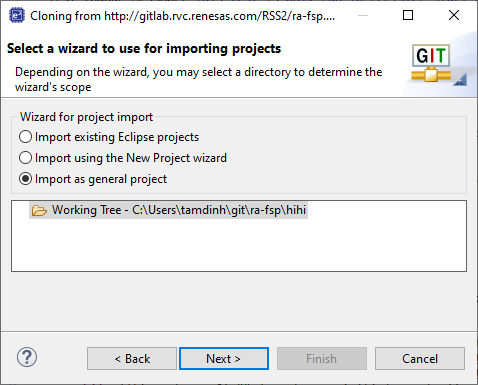 Cloning from http://gitlab.rvc.renesas.com/RSS2/ra-fsp....
Select a wizard to use for importing projects
Depending on the wizard, you may select a directory to determine the
wizard's scope
GIT
Wizard for project import
Import existing Eclipse projects
Import using the New Project wizard
Import as general project
Working Tree - C:\Users\tamdinh\git\ra-fsp\hihi
?
< Back
Next >
Finish
Cancel